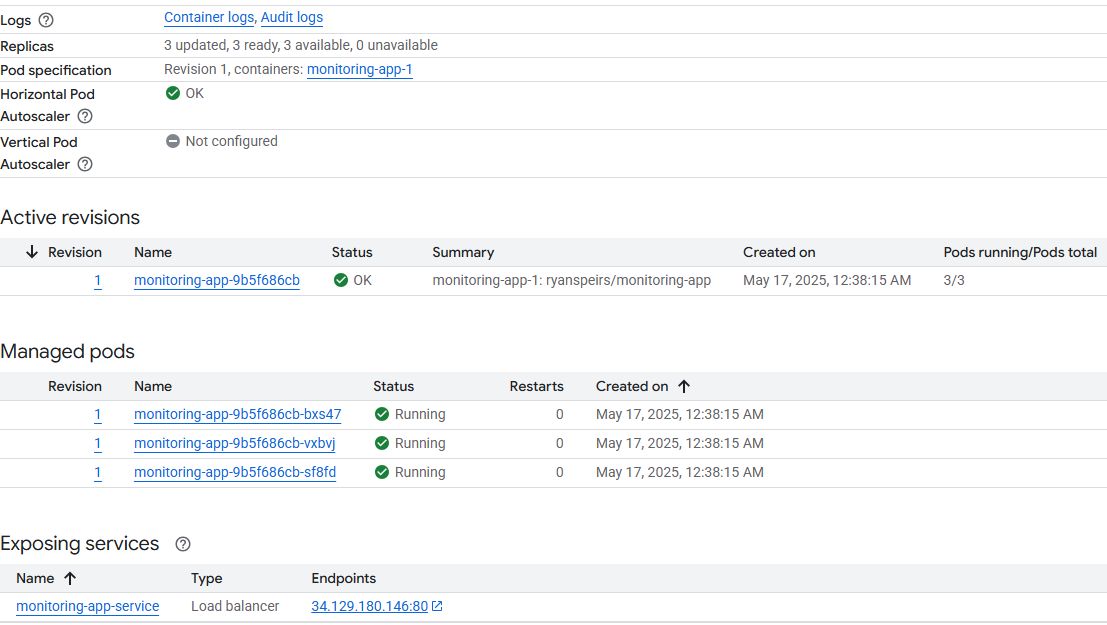 Logs Container logs, Audit logs
Replicas 3 updated, 3 ready, 3 available, 0 unavailable
Pod specification Revision 1, containers: monitoring-app-1
Horizontal Pod Autoscaler OK
Vertical Pod Autoscaler Not configured
Active revisions
Revision Name Status Summary Created on Pods running/Pods total
1 monitoring-app-9b5f686cb OK monitoring-app-1: ryanspeirs/monitoring-app May 17, 2025, 12:38:15 AM 3/3
Managed pods
Revision Name Status Restarts Created on
1 monitoring-app-9b5f686cb-bxs47 Running 0 May 17, 2025, 12:38:15 AM
1 monitoring-app-9b5f686cb-vxbvj Running 0 May 17, 2025, 12:38:15 AM
1 monitoring-app-9b5f686cb-sf8fd Running 0 May 17, 2025, 12:38:15 AM
Exposing services
Name Type Endpoints
monitoring-app-service Load balancer 34.129.180.146:80